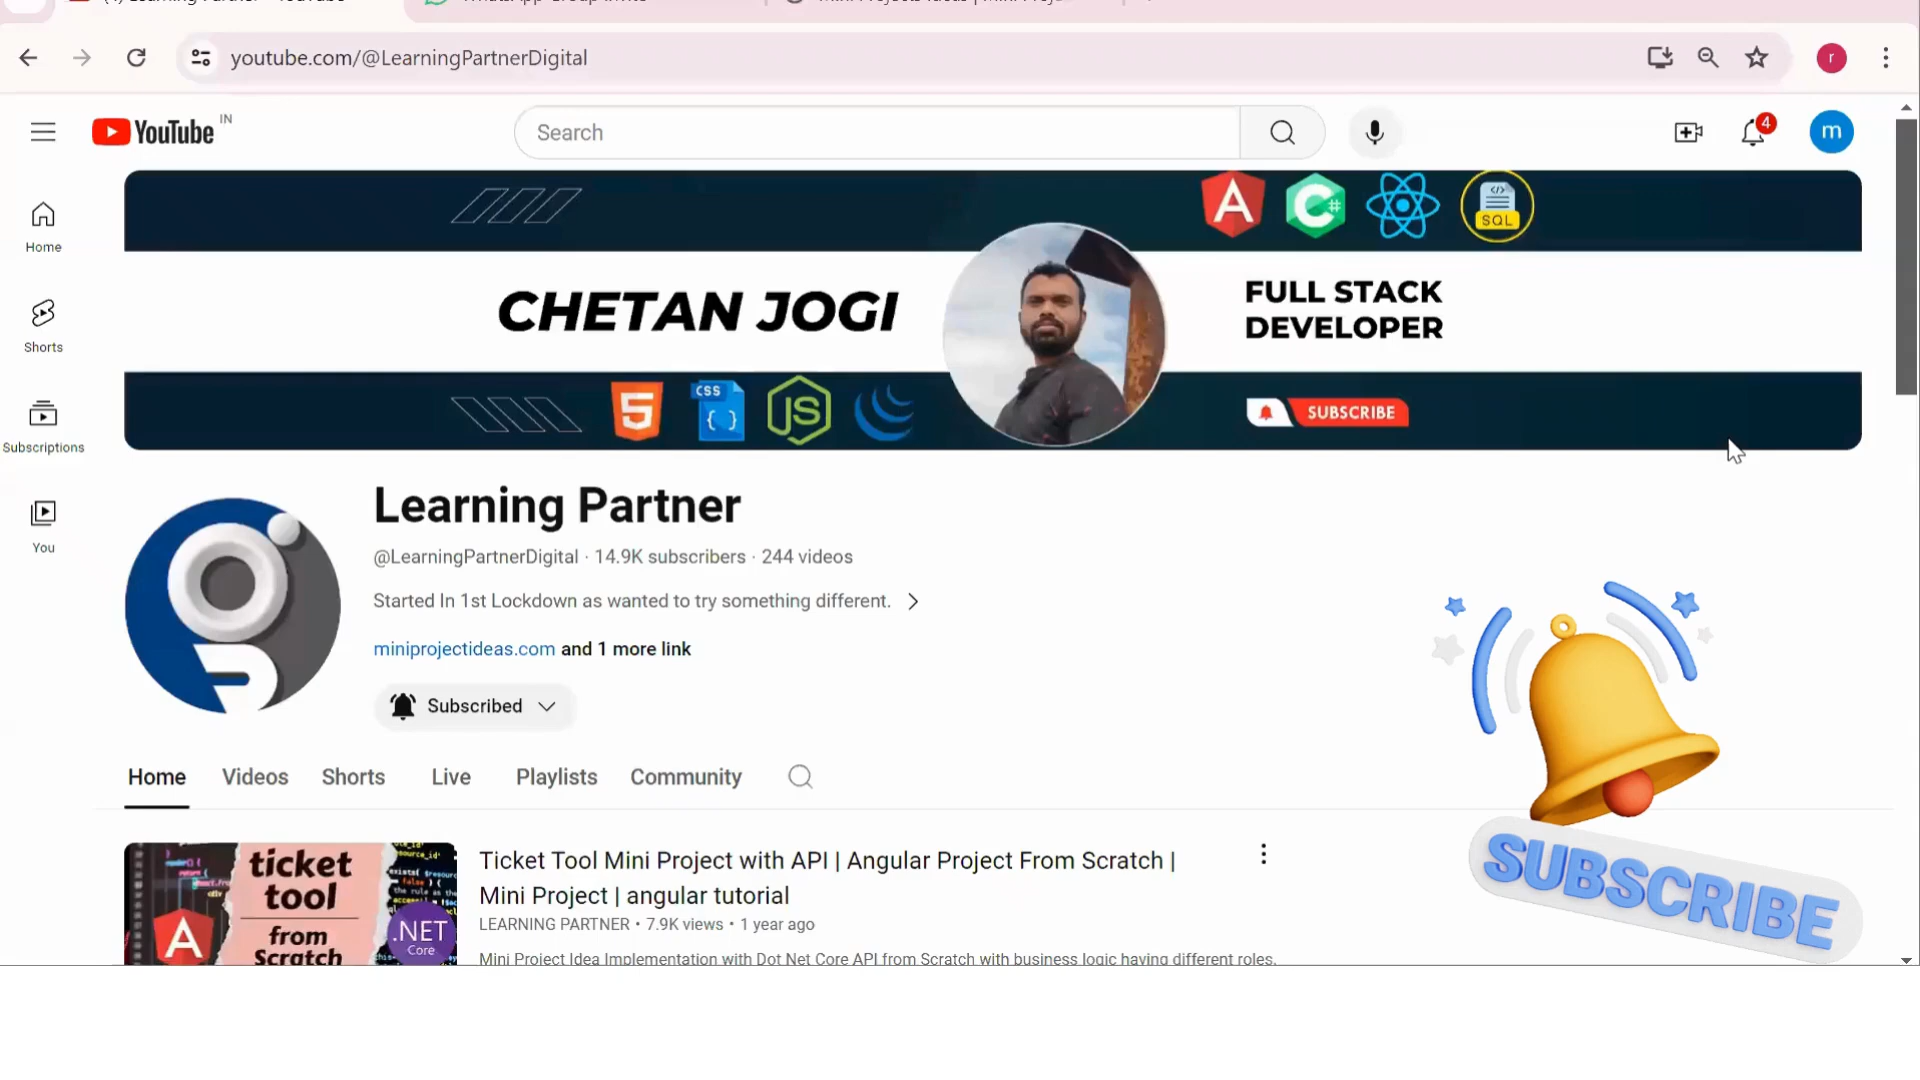 youtube.com/@LearningPartnerDigital
r
YouTube IN
Search
4
m
Home
Shorts
Subscriptions
You
A
C#
</>
SQL
CHETAN JOGI
FULL STACK
DEVELOPER
5
CSS
{ }
JS
SUBSCRIBE
Learning Partner
@LearningPartnerDigital · 14.9K subscribers · 244 videos
Started In 1st Lockdown as wanted to try something different.
miniprojectideas.com and 1 more link
Subscribed
Home Videos Shorts Live Playlists Community
ticket
tool
from
Scratch
A
.NET
Core
Ticket Tool Mini Project with API | Angular Project From Scratch |
Mini Project | angular tutorial
LEARNING PARTNER • 7.9K views • 1 year ago
Mini Project Idea Implementation with Dot Net Core API from Scratch with business logic having different roles.
SUBSCRIBE